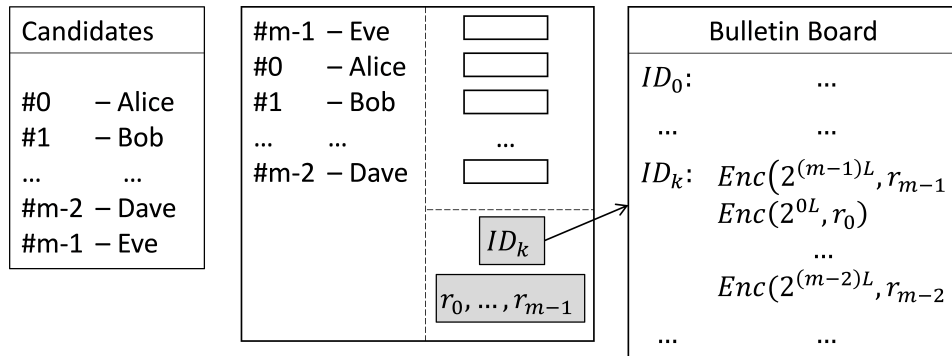 Candidates
#0 – Alice
#1 – Bob
... ...
#m-2 – Dave
#m-1 – Eve
#m-1 – Eve
#0 – Alice
#1 – Bob
... ... ...
#m-2 – Dave
ID_k
r_0, … , r_{m−1}
Bulletin Board
ID_0: ...
... ...
ID_k: Enc(2^{(m−1)L}, r_{m−1}
Enc(2^{0L}, r_0)
...
Enc(2^{(m−2)L}, r_{m−2}
... ...